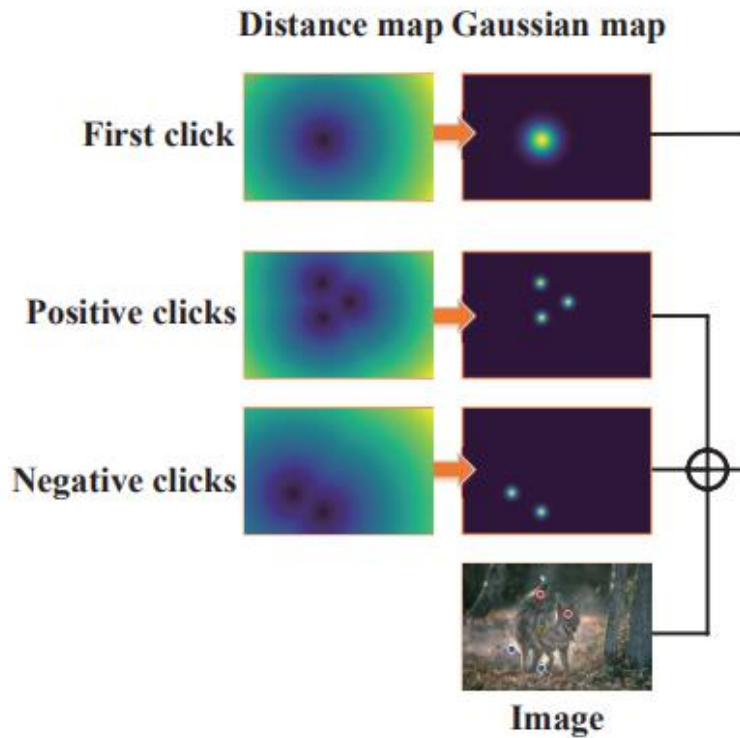 Distance map Gaussian map
First click
Positive clicks
Negative clicks
Image